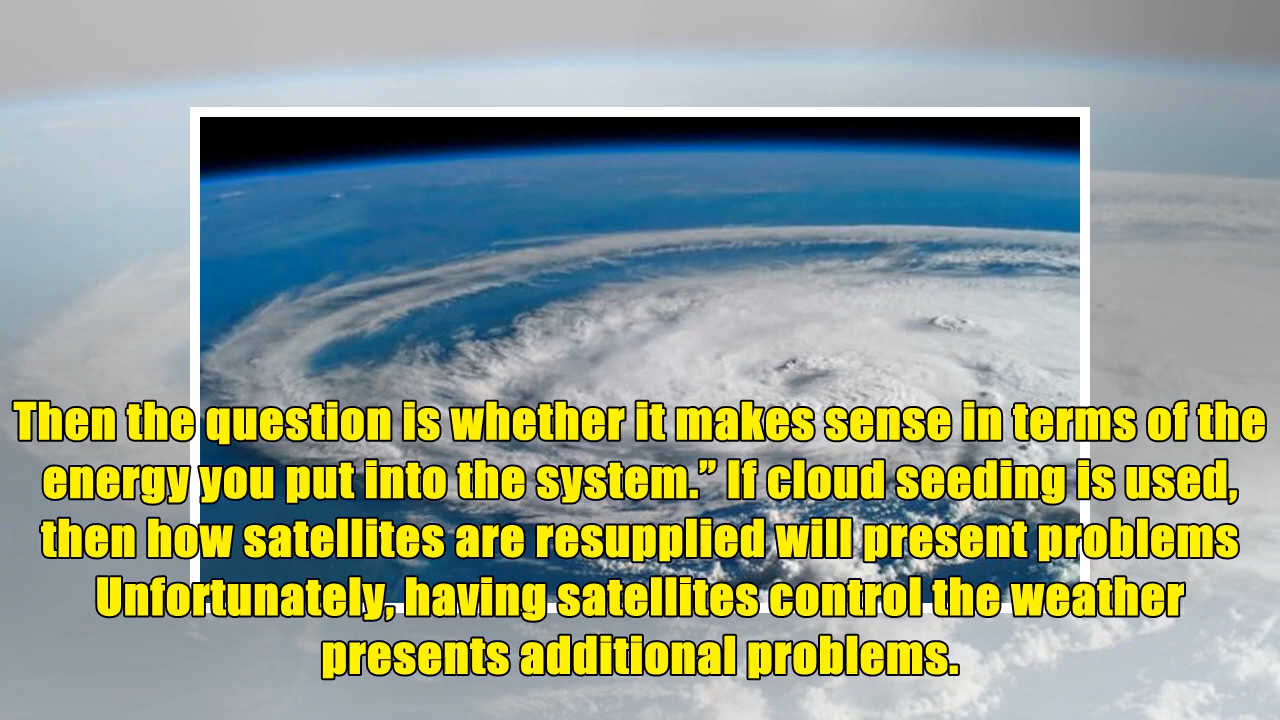 Then the question is whether it makes sense in terms of the
energy you put into the system.” If cloud seeding is used,
then how satellites are resupplied will present problems
Unfortunately, having satellites control the weather
presents additional problems.